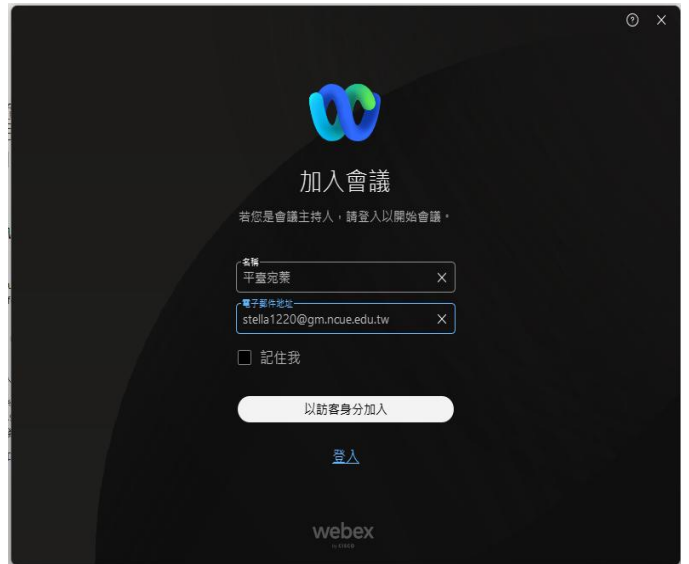 加入會議
若您是會議主持人，請登入以開始會議。
名稱
平臺宛蓁
電子郵件地址
stella1220@gm.ncue.edu.tw
記住我
以訪客身分加入
登入
webex
by CISCO